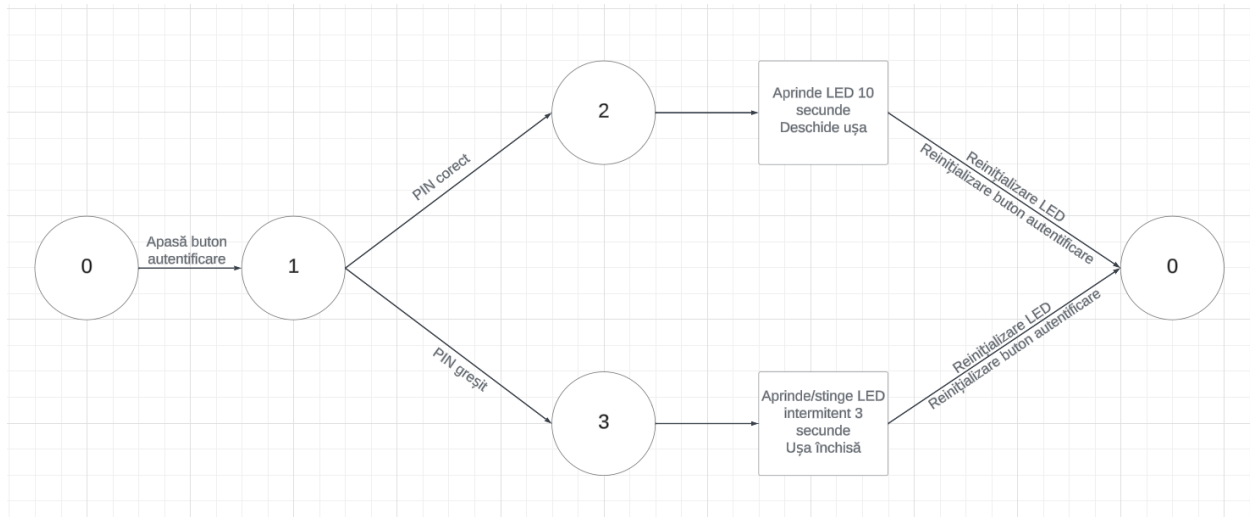 0
Apasă buton
autentificare
1
PIN corect
PIN greșit
2
3
Aprinde LED 10
secunde
Deschide ușa
Aprinde/stinge LED
intermitent 3
secunde
Ușa închisă
Reinițializare LED
Reinițializare buton autentificare
Reinițializare LED
Reinițializare buton autentificare
0